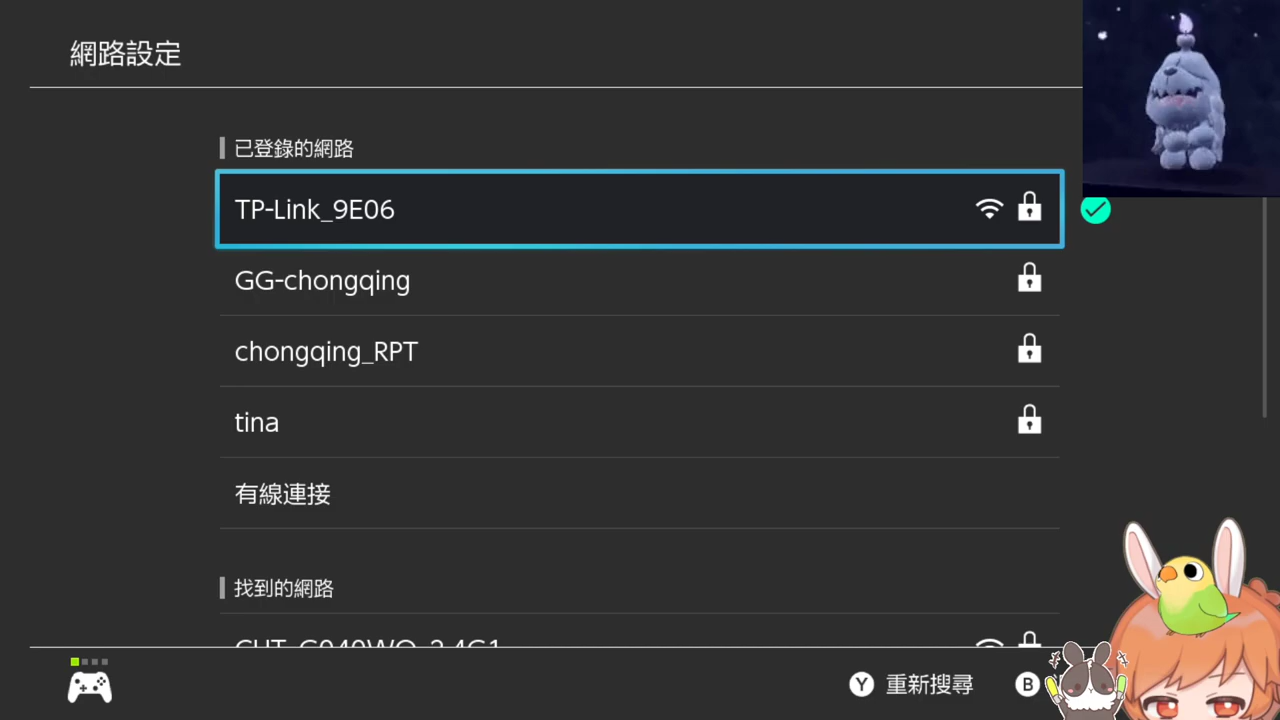 網路設定
已登錄的網路
TP-Link_9E06
GG-chongqing
chongqing_RPT
tina
有線連接
找到的網路
Y 重新搜尋 B